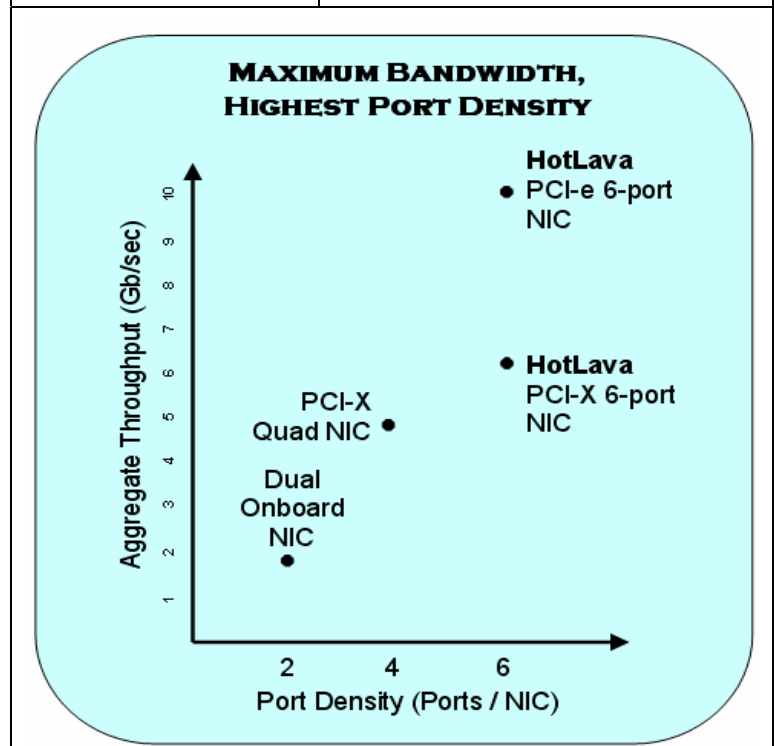 MAXIMUM BANDWIDTH,
HIGHEST PORT DENSITY
HotLava
PCI-e 6-port
NIC
HotLava
PCI-X 6-port
NIC
PCI-X
Quad NIC
Dual
Onboard
NIC
Aggregate Throughput (Gb/sec)
10
9
8
7
6
5
4
3
2
1
2 4 6
Port Density (Ports / NIC)